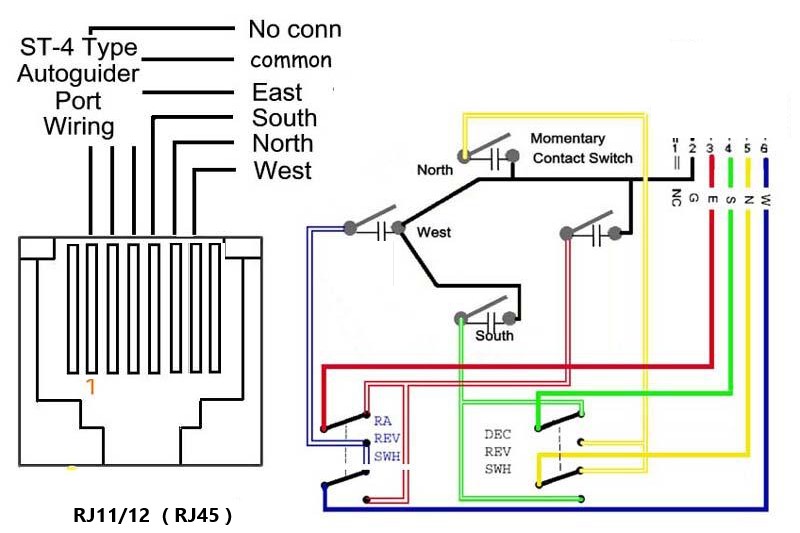 No conn
ST-4 Type
Autoguider
Port
Wiring
common
East
South
North
West
1
RJ11/12 ( RJ45 )
Momentary
Contact Switch
North
West
South
1 2 3 4 5 6
NC G E S N W
RA
REV
SWH
DEC
REV
SWH